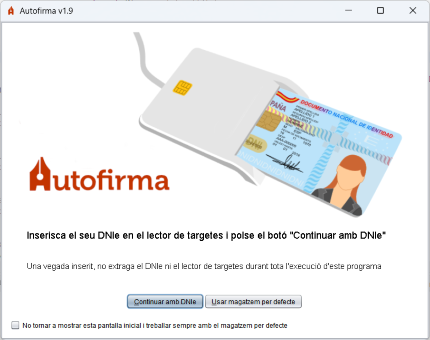 Autofirma v1.9
DOCUMENTO NACIONAL DE IDENTIDAD
Autofirma
Inserisca el seu DNIe en el lector de targetes i polse el botó "Continuar amb DNIe"
Una vegada inserit, no extraga el DNIe ni el lector de targetes durant tota l'execució d'este programa
Continuar amb DNIe
Usar magatzem per defecte
No tornar a mostrar esta pantalla inicial i treballar sempre amb el magatzem per defecte